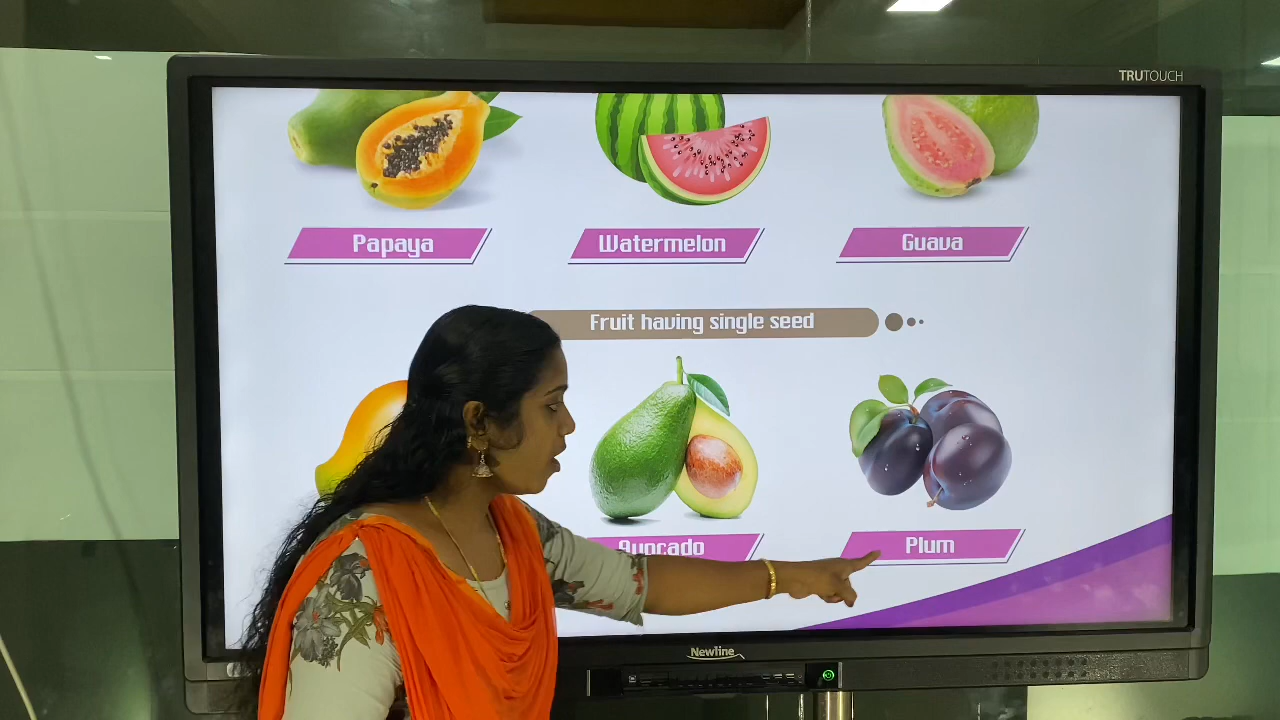 TRUTOUCH
Papaya
Watermelon
Guava
Fruit having single seed
Avocado
Plum
Newline